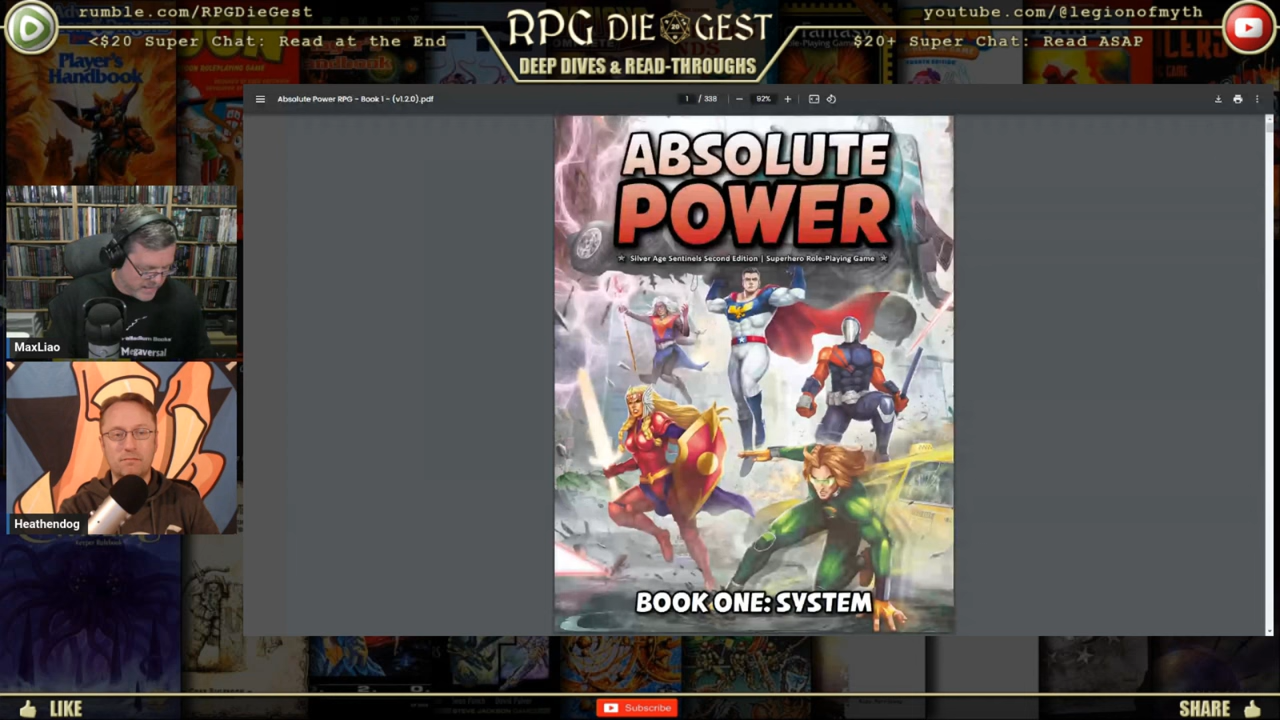 rumble.com/RPGDieGest
<$20 Super Chat: Read at the End
RPG DIE GEST
DEEP DIVES & READ-THROUGHS
youtube.com/@legionofmyth
$20+ Super Chat: Read ASAP
Player's
Handbook
Absolute Power RPG - Book 1 - (v1.2.0).pdf
1 / 338
92%
ABSOLUTE
POWER
Silver Age Sentinels Second Edition | Superhero Role-Playing Game
BOOK ONE: SYSTEM
Megaversal
MaxLiao
Heathendog
LIKE
Subscribe
SHARE